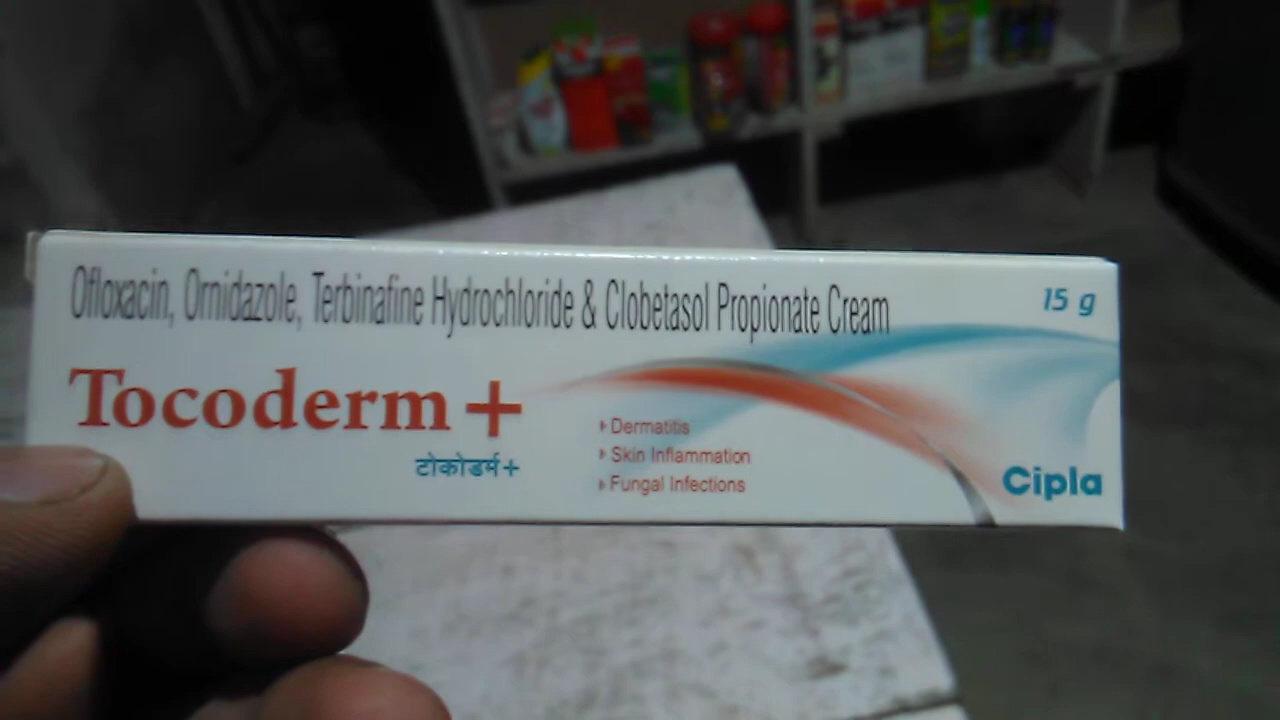 Ofloxacin, Ornidazole, Terbinafine Hydrochloride & Clobetasol Propionate Cream
15 g
Tocoderm+
टोकोडर्म+
Dermatitis
Skin Inflammation
Fungal Infections
Cipla